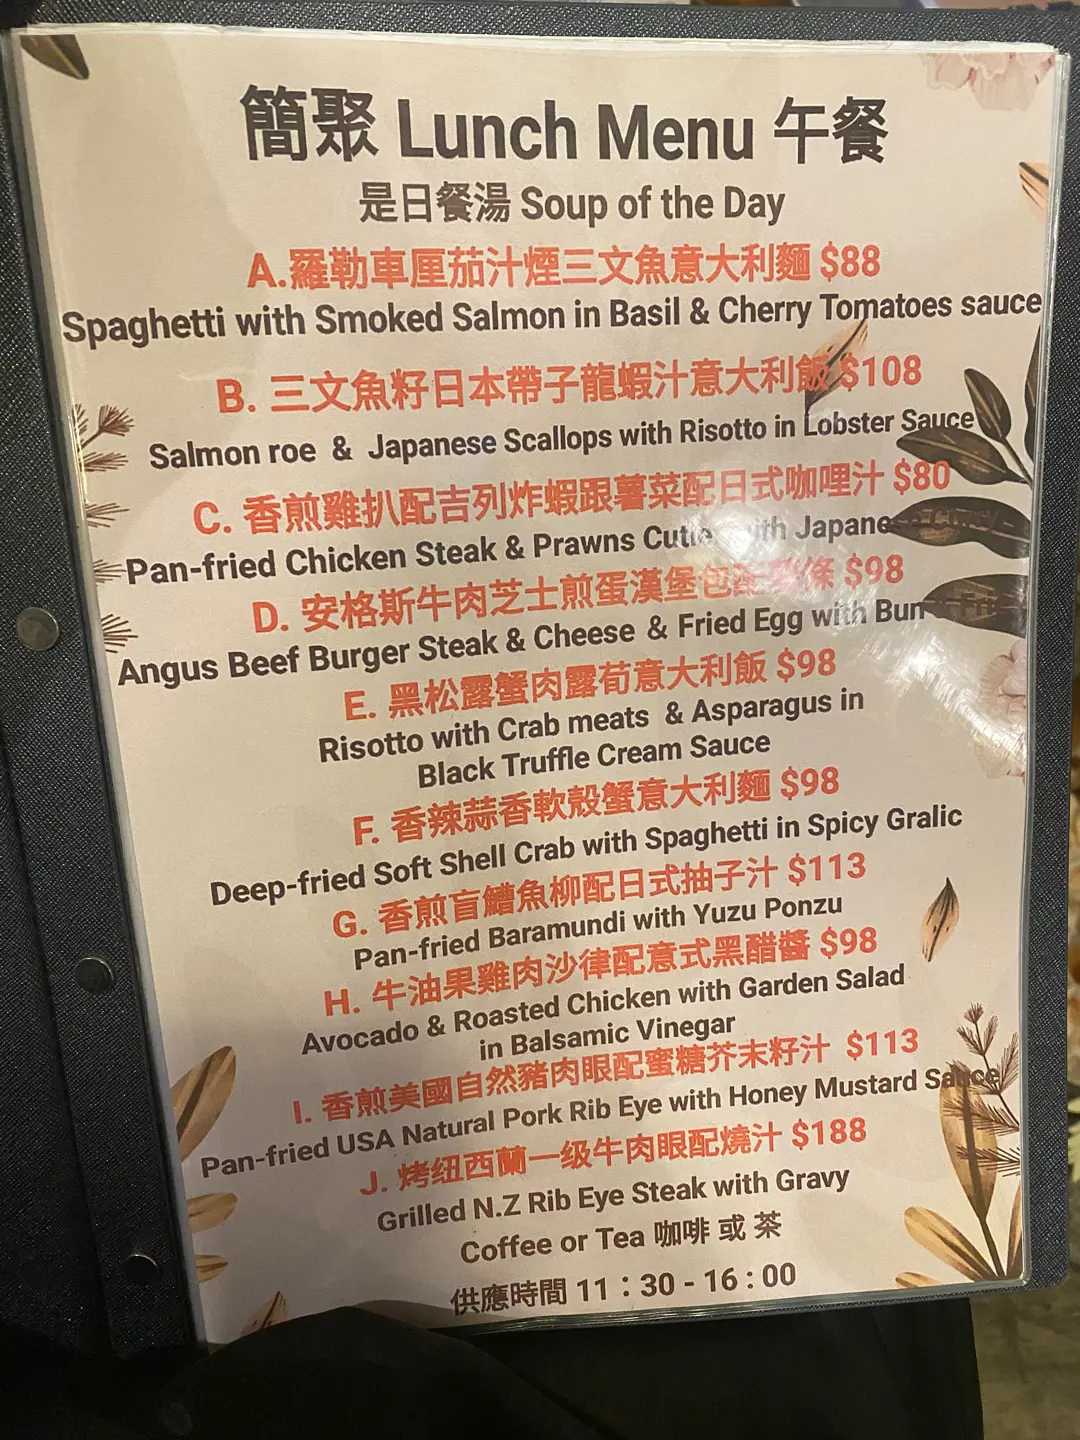 簡聚 Lunch Menu 午餐
是日餐湯 Soup of the Day
A.羅勒車厘茄汁煙三文魚意大利麵 $88
Spaghetti with Smoked Salmon in Basil & Cherry Tomatoes sauce
B. 三文魚籽日本帶子龍蝦汁意大利飯 $108
Salmon roe & Japanese Scallops with Risotto in Lobster Sauce
C. 香煎雞扒配吉列炸蝦跟薯菜配日式咖哩汁 $80
Pan-fried Chicken Steak & Prawns with Japanese
D. 安格斯牛肉芝士煎蛋漢堡包配薯條 $98
Angus Beef Burger Steak & Cheese & Fried Egg with Bun
E. 黑松露蟹肉露荀意大利飯 $98
Risotto with Crab meats & Asparagus in
Black Truffle Cream Sauce
F. 香辣蒜香軟殼蟹意大利麵 $98
Deep-fried Soft Shell Crab with Spaghetti in Spicy Gralic
G. 香煎盲鰽魚柳配日式抽子汁 $113
Pan-fried Baramundi with Yuzu Ponzu
H. 牛油果雞肉沙律配意式黑醋醬 $98
Avocado & Roasted Chicken with Garden Salad
in Balsamic Vinegar
I. 香煎美國自然豬肉眼配蜜糖芥末籽汁 $113
Pan-fried USA Natural Pork Rib Eye with Honey Mustard Sauce
J. 烤纽西蘭一级牛肉眼配燒汁 $188
Grilled N.Z Rib Eye Steak with Gravy
Coffee or Tea 咖啡 或 茶
供應時間 11：30 - 16 : 00